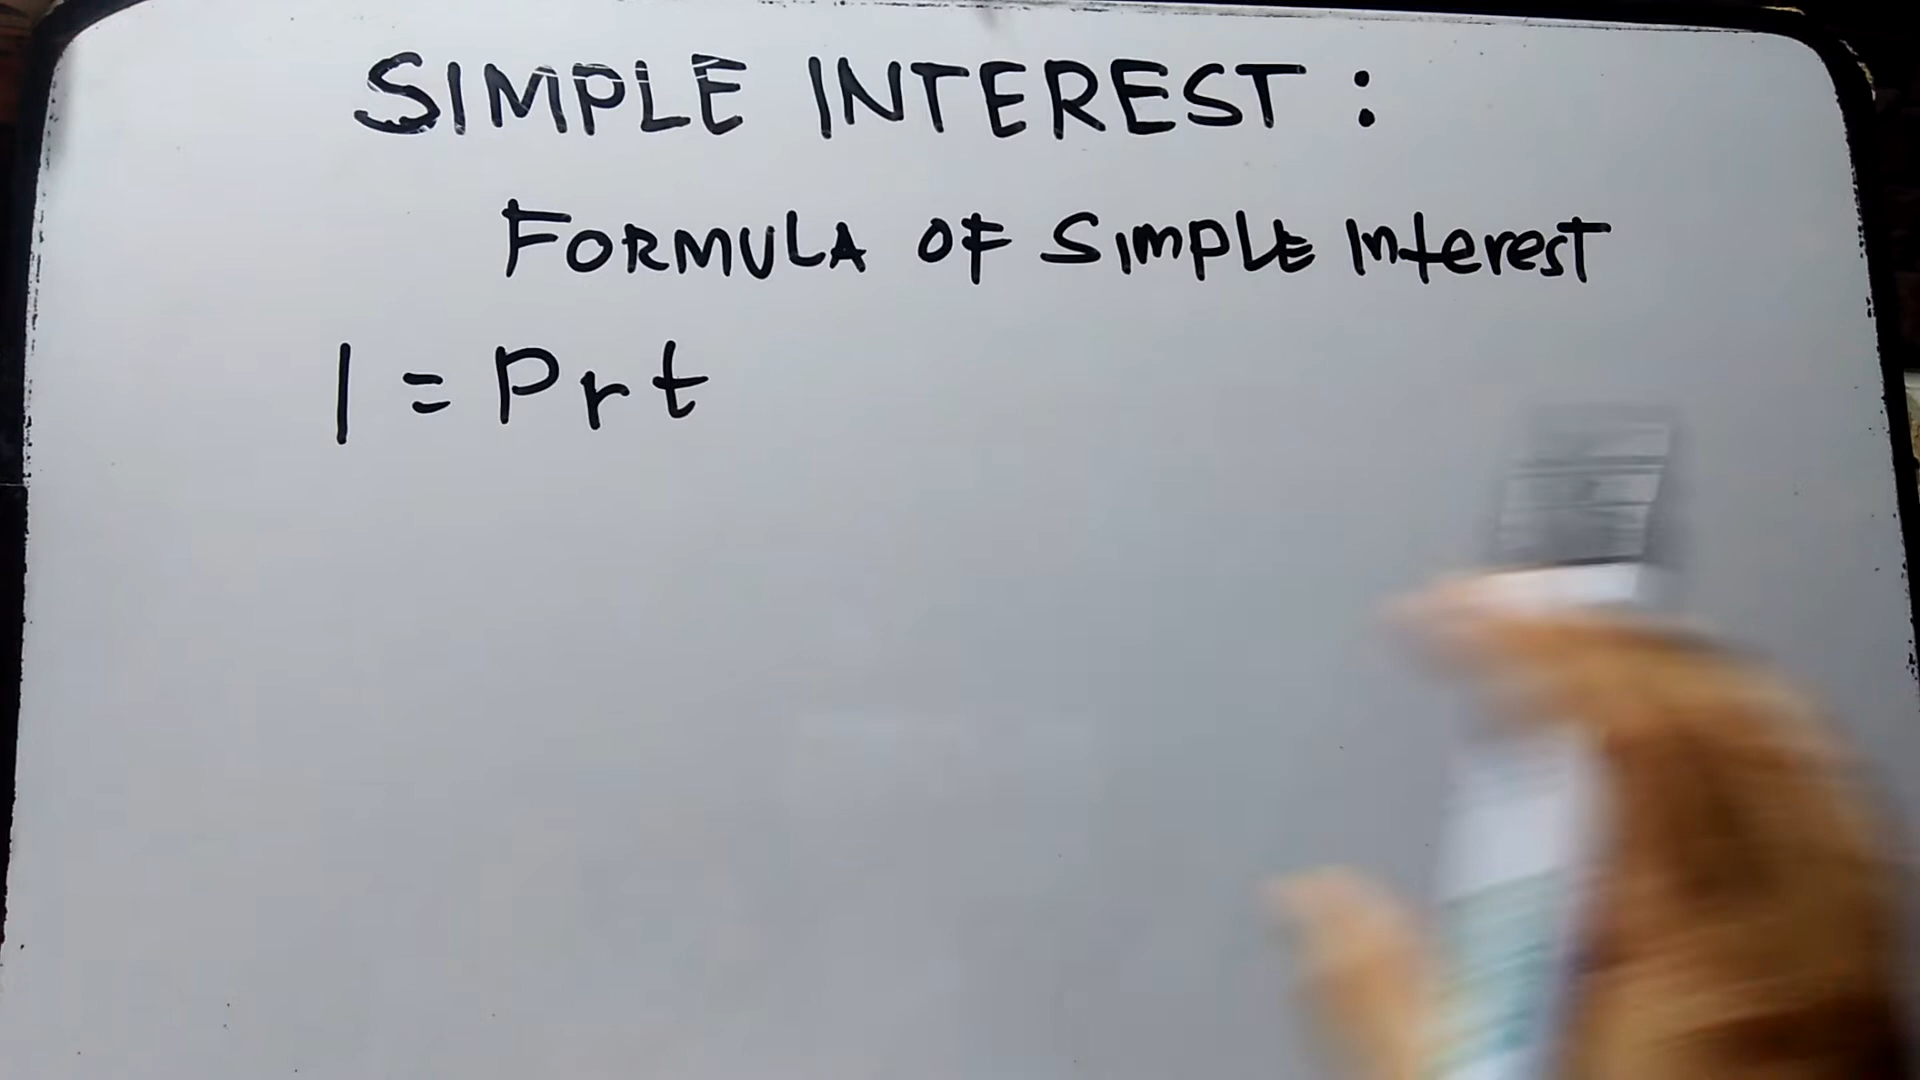 SIMPLE INTEREST :
FORMULA OF SIMPLE Interest
I = Prt